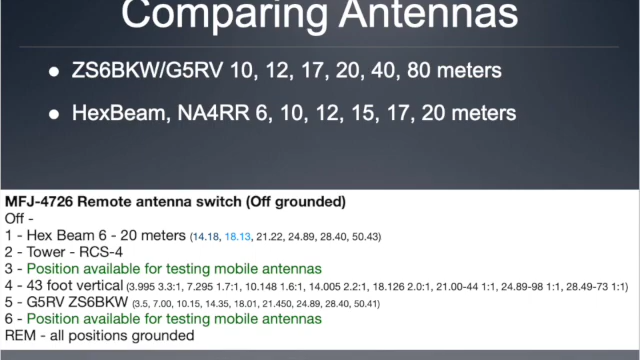 Comparing Antennas
● ZS6BKW/G5RV 10, 12, 17, 20, 40, 80 meters
● HexBeam, NA4RR 6, 10, 12, 15, 17, 20 meters
MFJ-4726 Remote antenna switch (Off grounded)
Off -
1 - Hex Beam 6 - 20 meters (14.18, 18.13, 21.22, 24.89, 28.40, 50.43)
2 - Tower - RCS-4
3 - Position available for testing mobile antennas
4 - 43 foot vertical (3.995 3.3:1, 7.295 1.7:1, 10.148 1.6:1, 14.005 2.2:1, 18.126 2.0:1, 21.00-44 1:1, 24.89-98 1:1, 28.49-73 1:1)
5 - G5RV ZS6BKW (3.5, 7.00, 10.15, 14.35, 18.01, 21.450, 24.89, 28.40, 50.41)
6 - Position available for testing mobile antennas
REM - all positions grounded